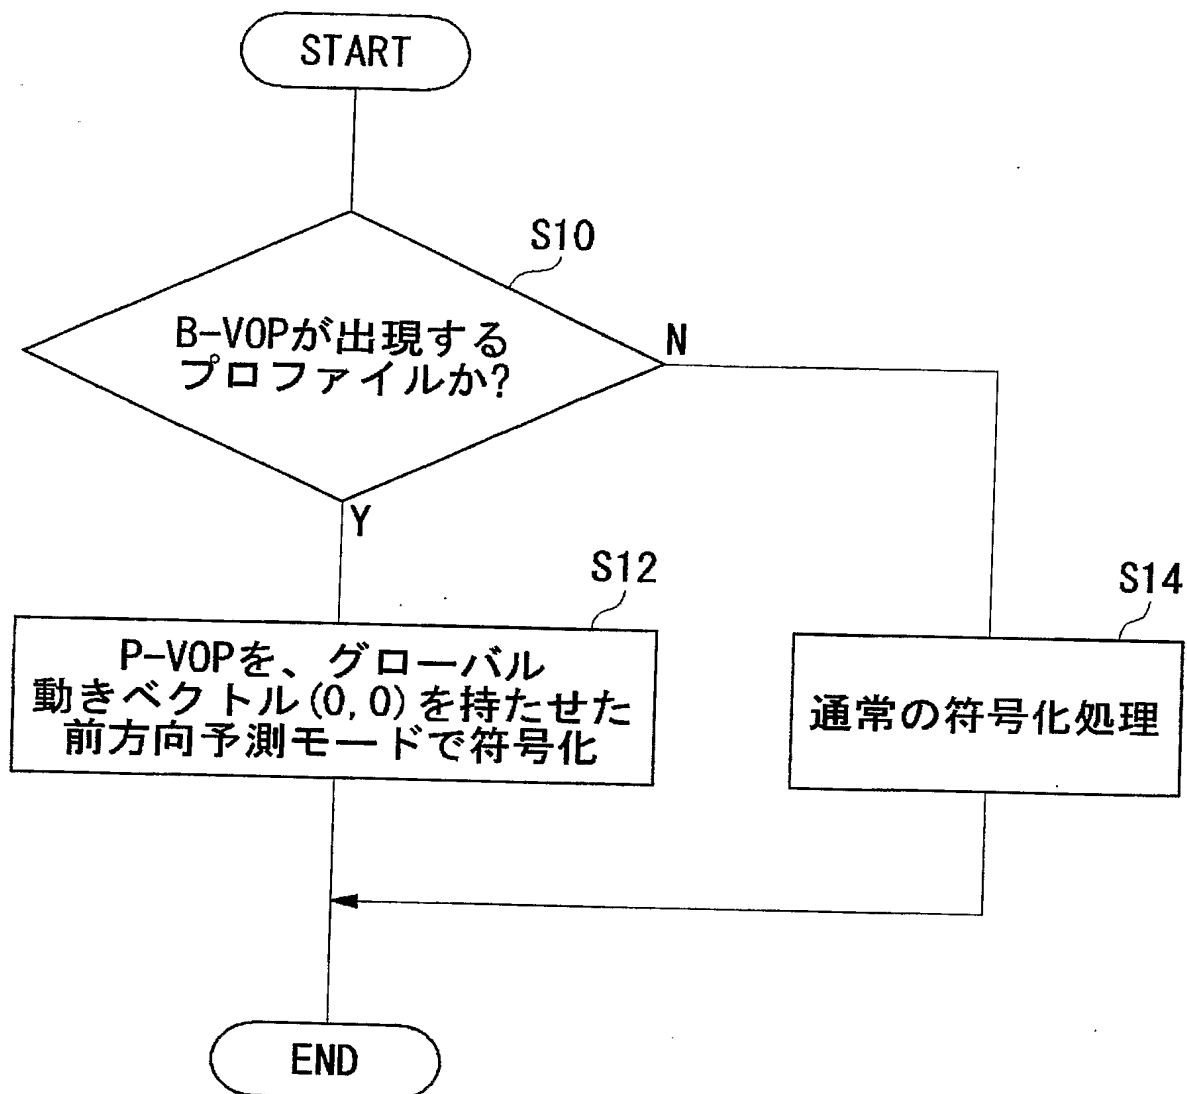 START
S10
B-VOPが出現する
プロファイルか?
N
Y
S12
P-VOPを、グローバル
動きベクトル(0,0)を持たせた
前方向予測モードで符号化
S14
通常の符号化処理
END